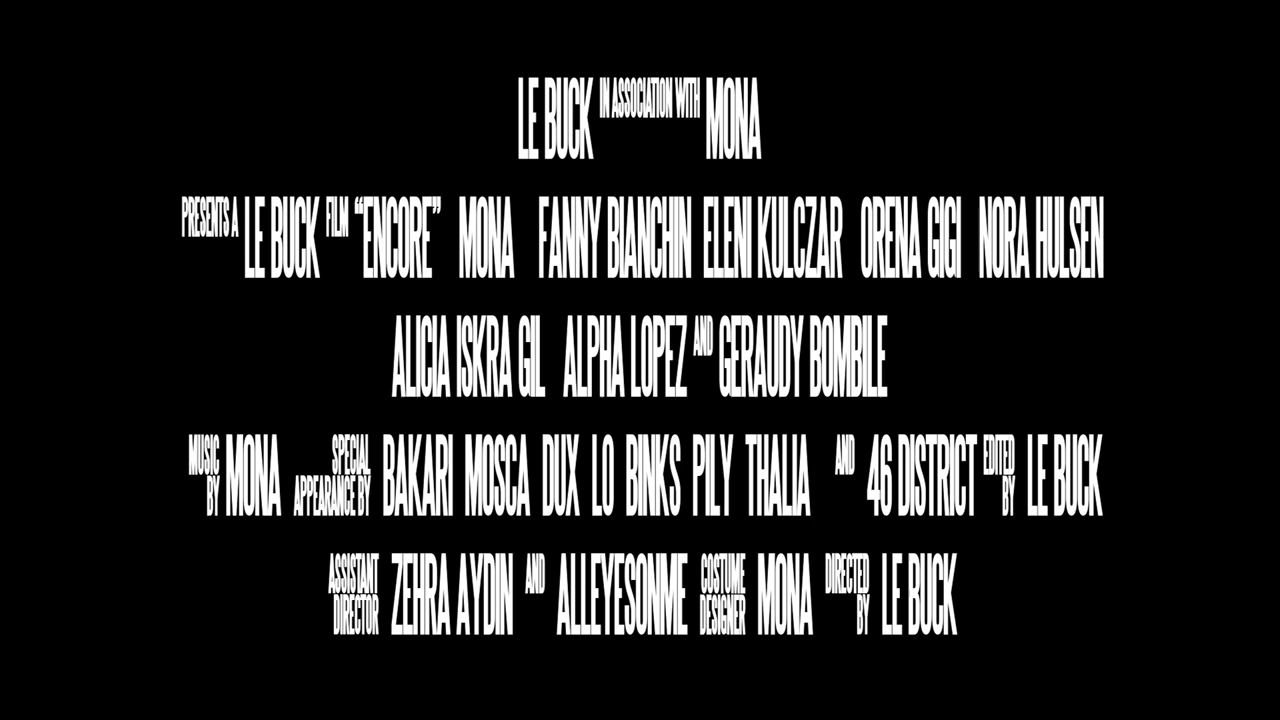 LE BUCK IN ASSOCIATION WITH MONA
PRESENTS A LE BUCK FILM “ENCORE” MONA FANNY BIANCHIN ELENI KULCZAR ORENA GIGI NORA HULSEN
ALICIA ISKRA GIL ALPHA LOPEZ AND GERAUDY BOMBILE
MUSIC BY MONA SPECIAL APPEARANCE BY BAKARI MOSCA DUX LO BINKS PILY THALIA AND 46 DISTRICT EDITED BY LE BUCK
ASSISTANT DIRECTOR ZEHRA AYDIN AND ALLEYESONME COSTUME DESIGNER MONA DIRECTED BY LE BUCK